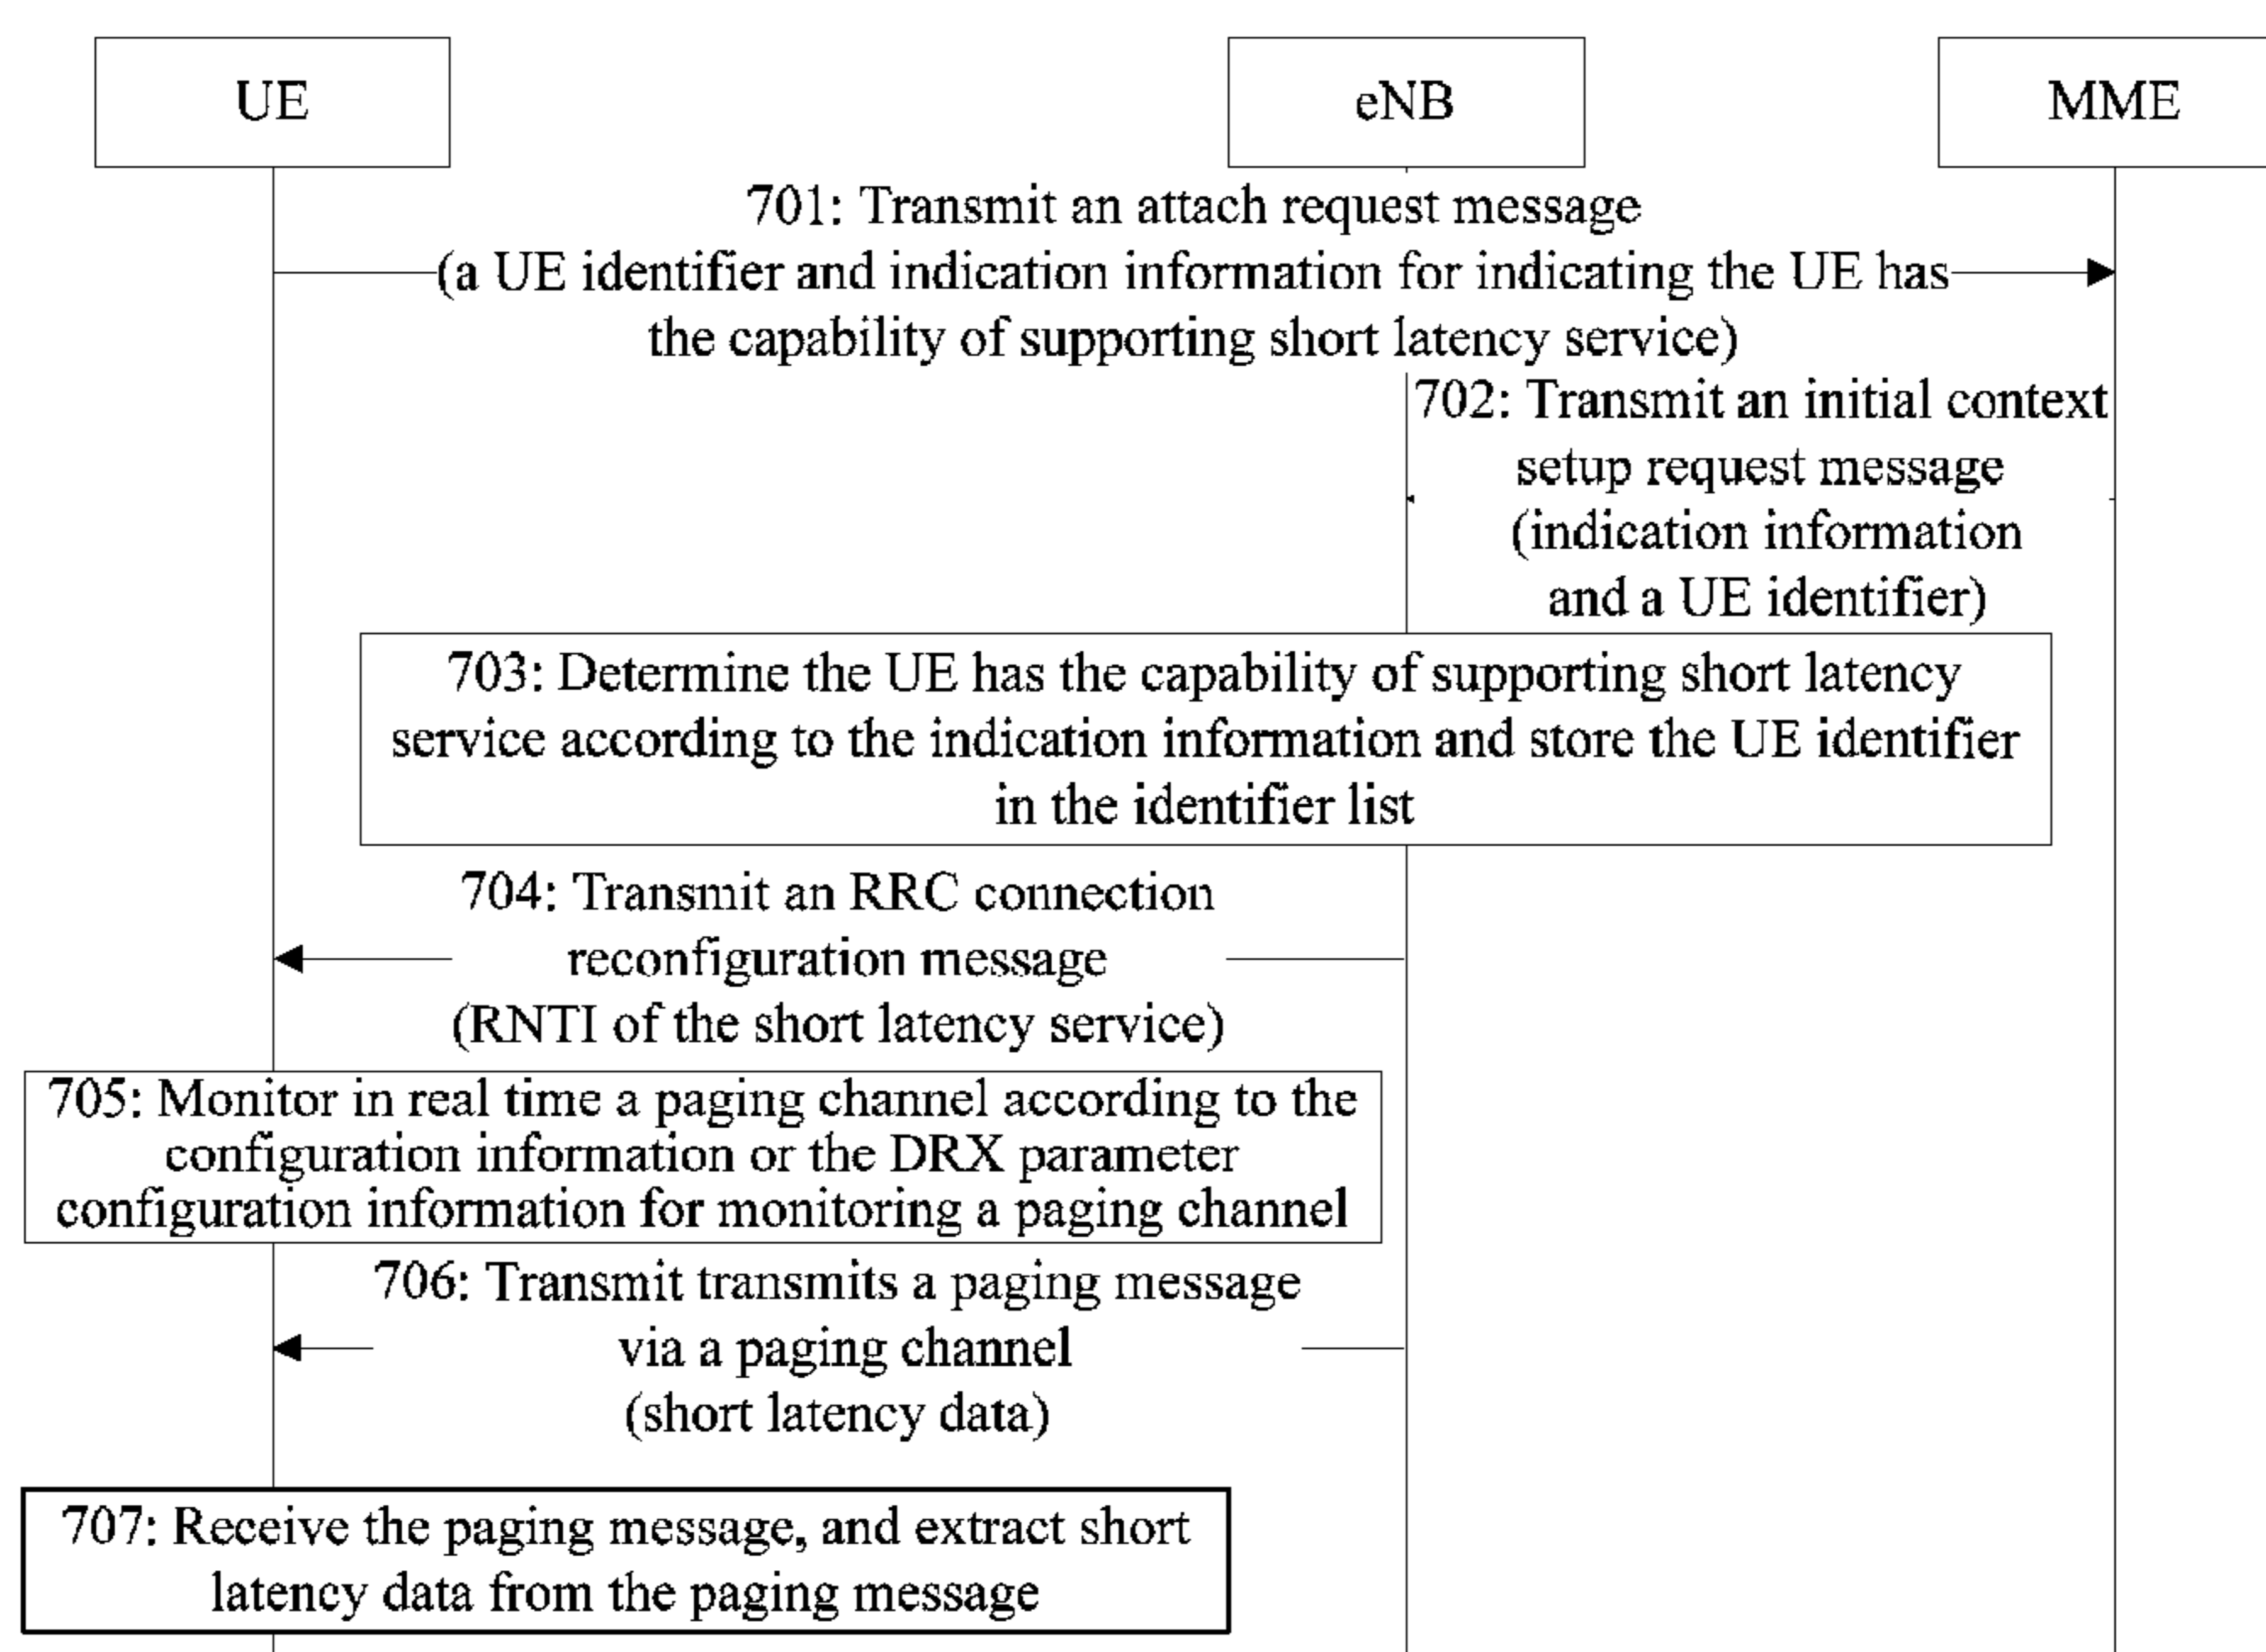 UE
eNB
MME
701: Transmit an attach request message
(a UE identifier and indication information for indicating the UE has
the capability of supporting short latency service)
702: Transmit an initial context
setup request message
(indication information
and a UE identifier)
703: Determine the UE has the capability of supporting short latency
service according to the indication information and store the UE identifier
in the identifier list
704: Transmit an RRC connection
reconfiguration message
(RNTI of the short latency service)
705: Monitor in real time a paging channel according to the
configuration information or the DRX parameter
configuration information for monitoring a paging channel
706: Transmit transmits a paging message
via a paging channel
(short latency data)
707: Receive the paging message, and extract short
latency data from the paging message